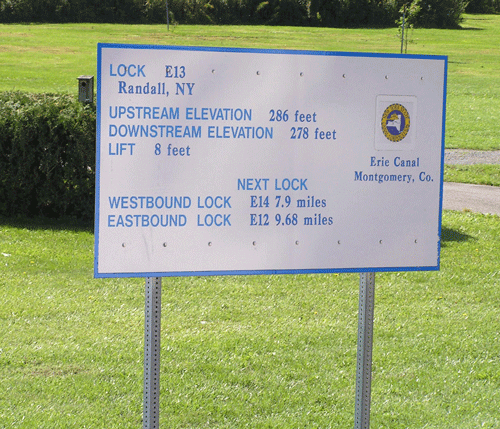 LOCK E13
Randall, NY
UPSTREAM ELEVATION 286 feet
DOWNSTREAM ELEVATION 278 feet
LIFT 8 feet
Erie Canal
Montgomery, Co.
NEXT LOCK
WESTBOUND LOCK E14 7.9 miles
EASTBOUND LOCK E12 9.68 miles